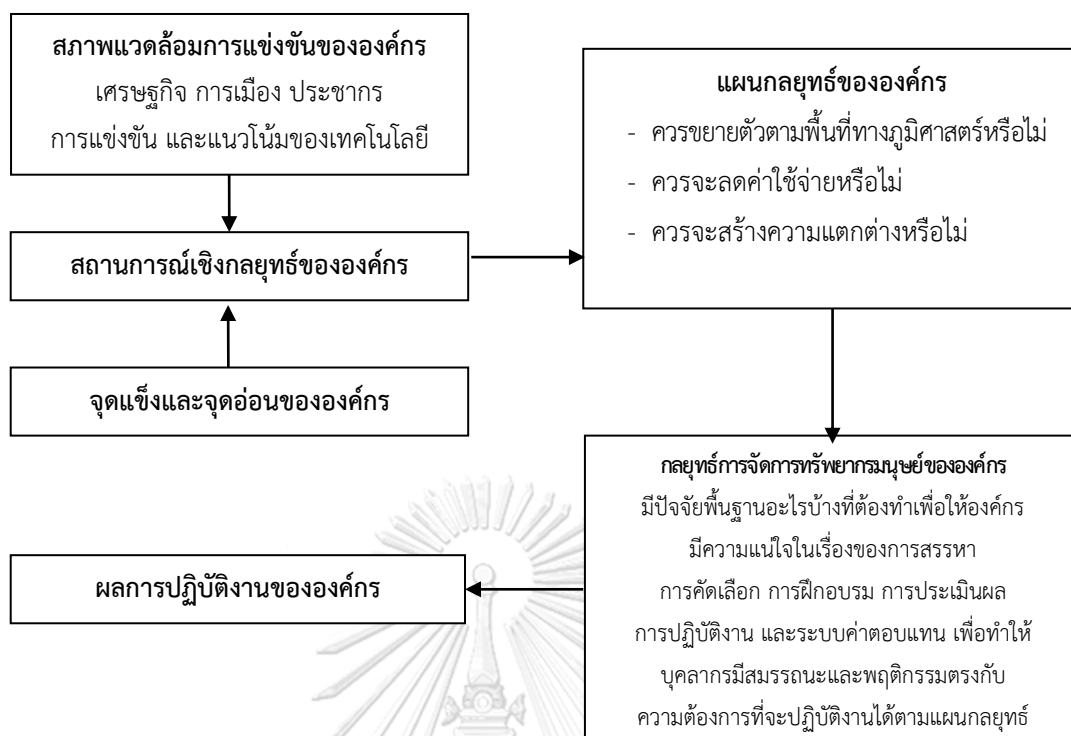 สภาพแวดล้อมการแข่งขันขององค์กร
เศรษฐกิจ การเมือง ประชากร
การแข่งขัน และแนวโน้มของเทคโนโลยี
สถานการณ์เชิงกลยุทธ์ขององค์กร
จุดแข็งและจุดอ่อนขององค์กร
แผนกลยุทธ์ขององค์กร
- ควรขยายตัวตามพื้นที่ทางภูมิศาสตร์หรือไม่
- ควรจะลดค่าใช้จ่ายหรือไม่
- ควรจะสร้างความแตกต่างหรือไม่
กลยุทธ์การจัดการทรัพยากรมนุษย์ขององค์กร
มีปัจจัยพื้นฐานอะไรบ้างที่ต้องทำเพื่อให้องค์กร
มีความแน่ใจในเรื่องของการสรรหา
การคัดเลือก การฝึกอบรม การประเมินผล
การปฏิบัติงาน และระบบค่าตอบแทน เพื่อทำให้
บุคลากรมีสมรรถนะและพฤติกรรมตรงกับ
ความต้องการที่จะปฏิบัติงานได้ตามแผนกลยุทธ์
ผลการปฏิบัติงานขององค์กร